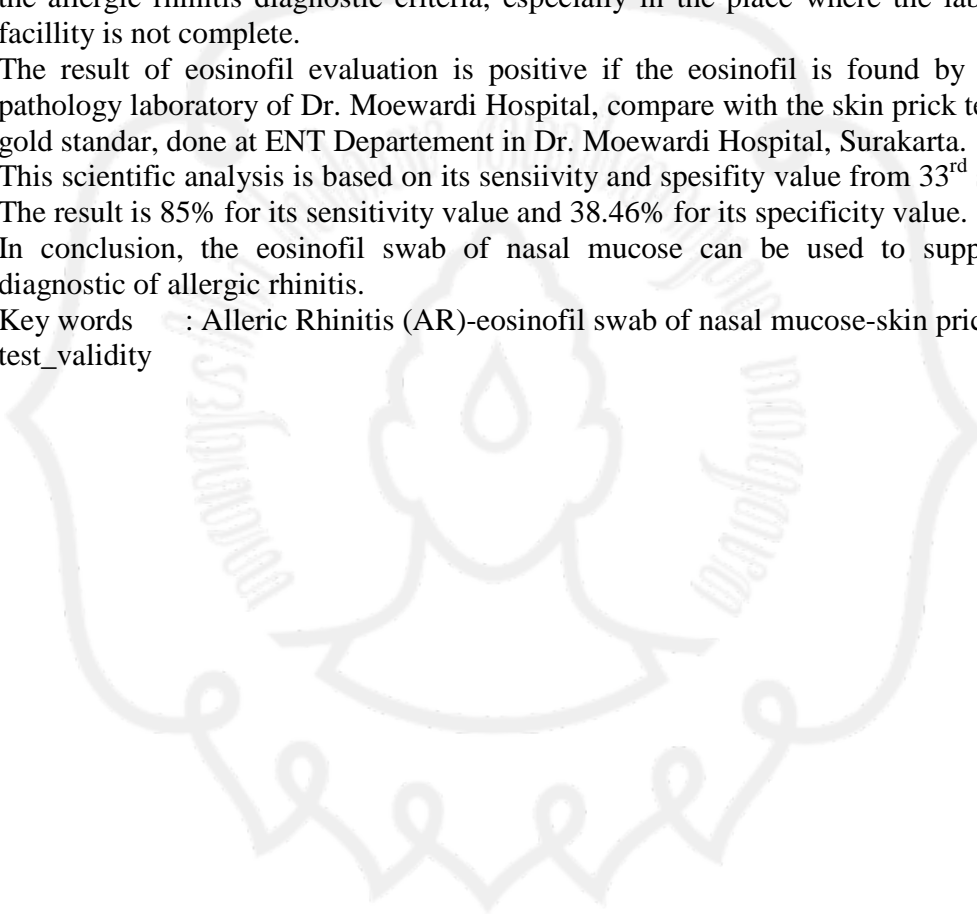 the allergic rhinitis diagnostic criteria, especially in the place where the
facillity is not complete.
The result of eosinofil evaluation is positive if the eosinofil is found by
pathology laboratory of Dr. Moewardi Hospital, compare with the skin prick
gold standar, done at ENT Departement in Dr. Moewardi Hospital, Surakarta.
This scientific analysis is based on its sensiivity and spesifity value from 33rd
The result is 85% for its sensitivity value and 38.46% for its specificity value.
In conclusion, the eosinofil swab of nasal mucose can be used to
diagnostic of allergic rhinitis.
Key words : Alleric Rhinitis (AR)-eosinofil swab of nasal mucose-skin
test_validity